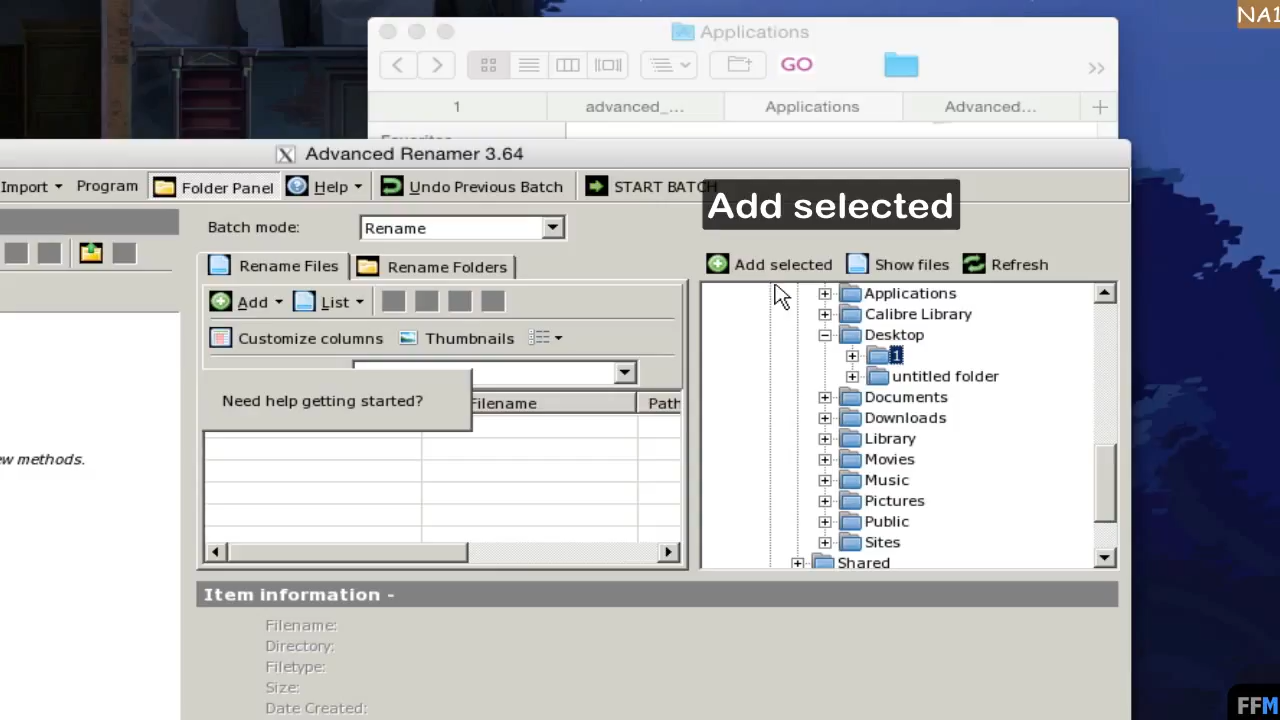 NA1
Applications
GO
1
advanced_...
Applications
Advanced...
Advanced Renamer 3.64
Import
Program
Folder Panel
Help
Undo Previous Batch
START BATCH
Add selected
Batch mode:
Rename
Rename Files
Rename Folders
Add selected
Show files
Refresh
Add
List
Customize columns
Thumbnails
Need help getting started?
Filename
Path
ew methods.
Applications
Calibre Library
Desktop
1
untitled folder
Documents
Downloads
Library
Movies
Music
Pictures
Public
Sites
Shared
Item information -
Filename:
Directory:
Filetype:
Size:
Date Created:
FFM